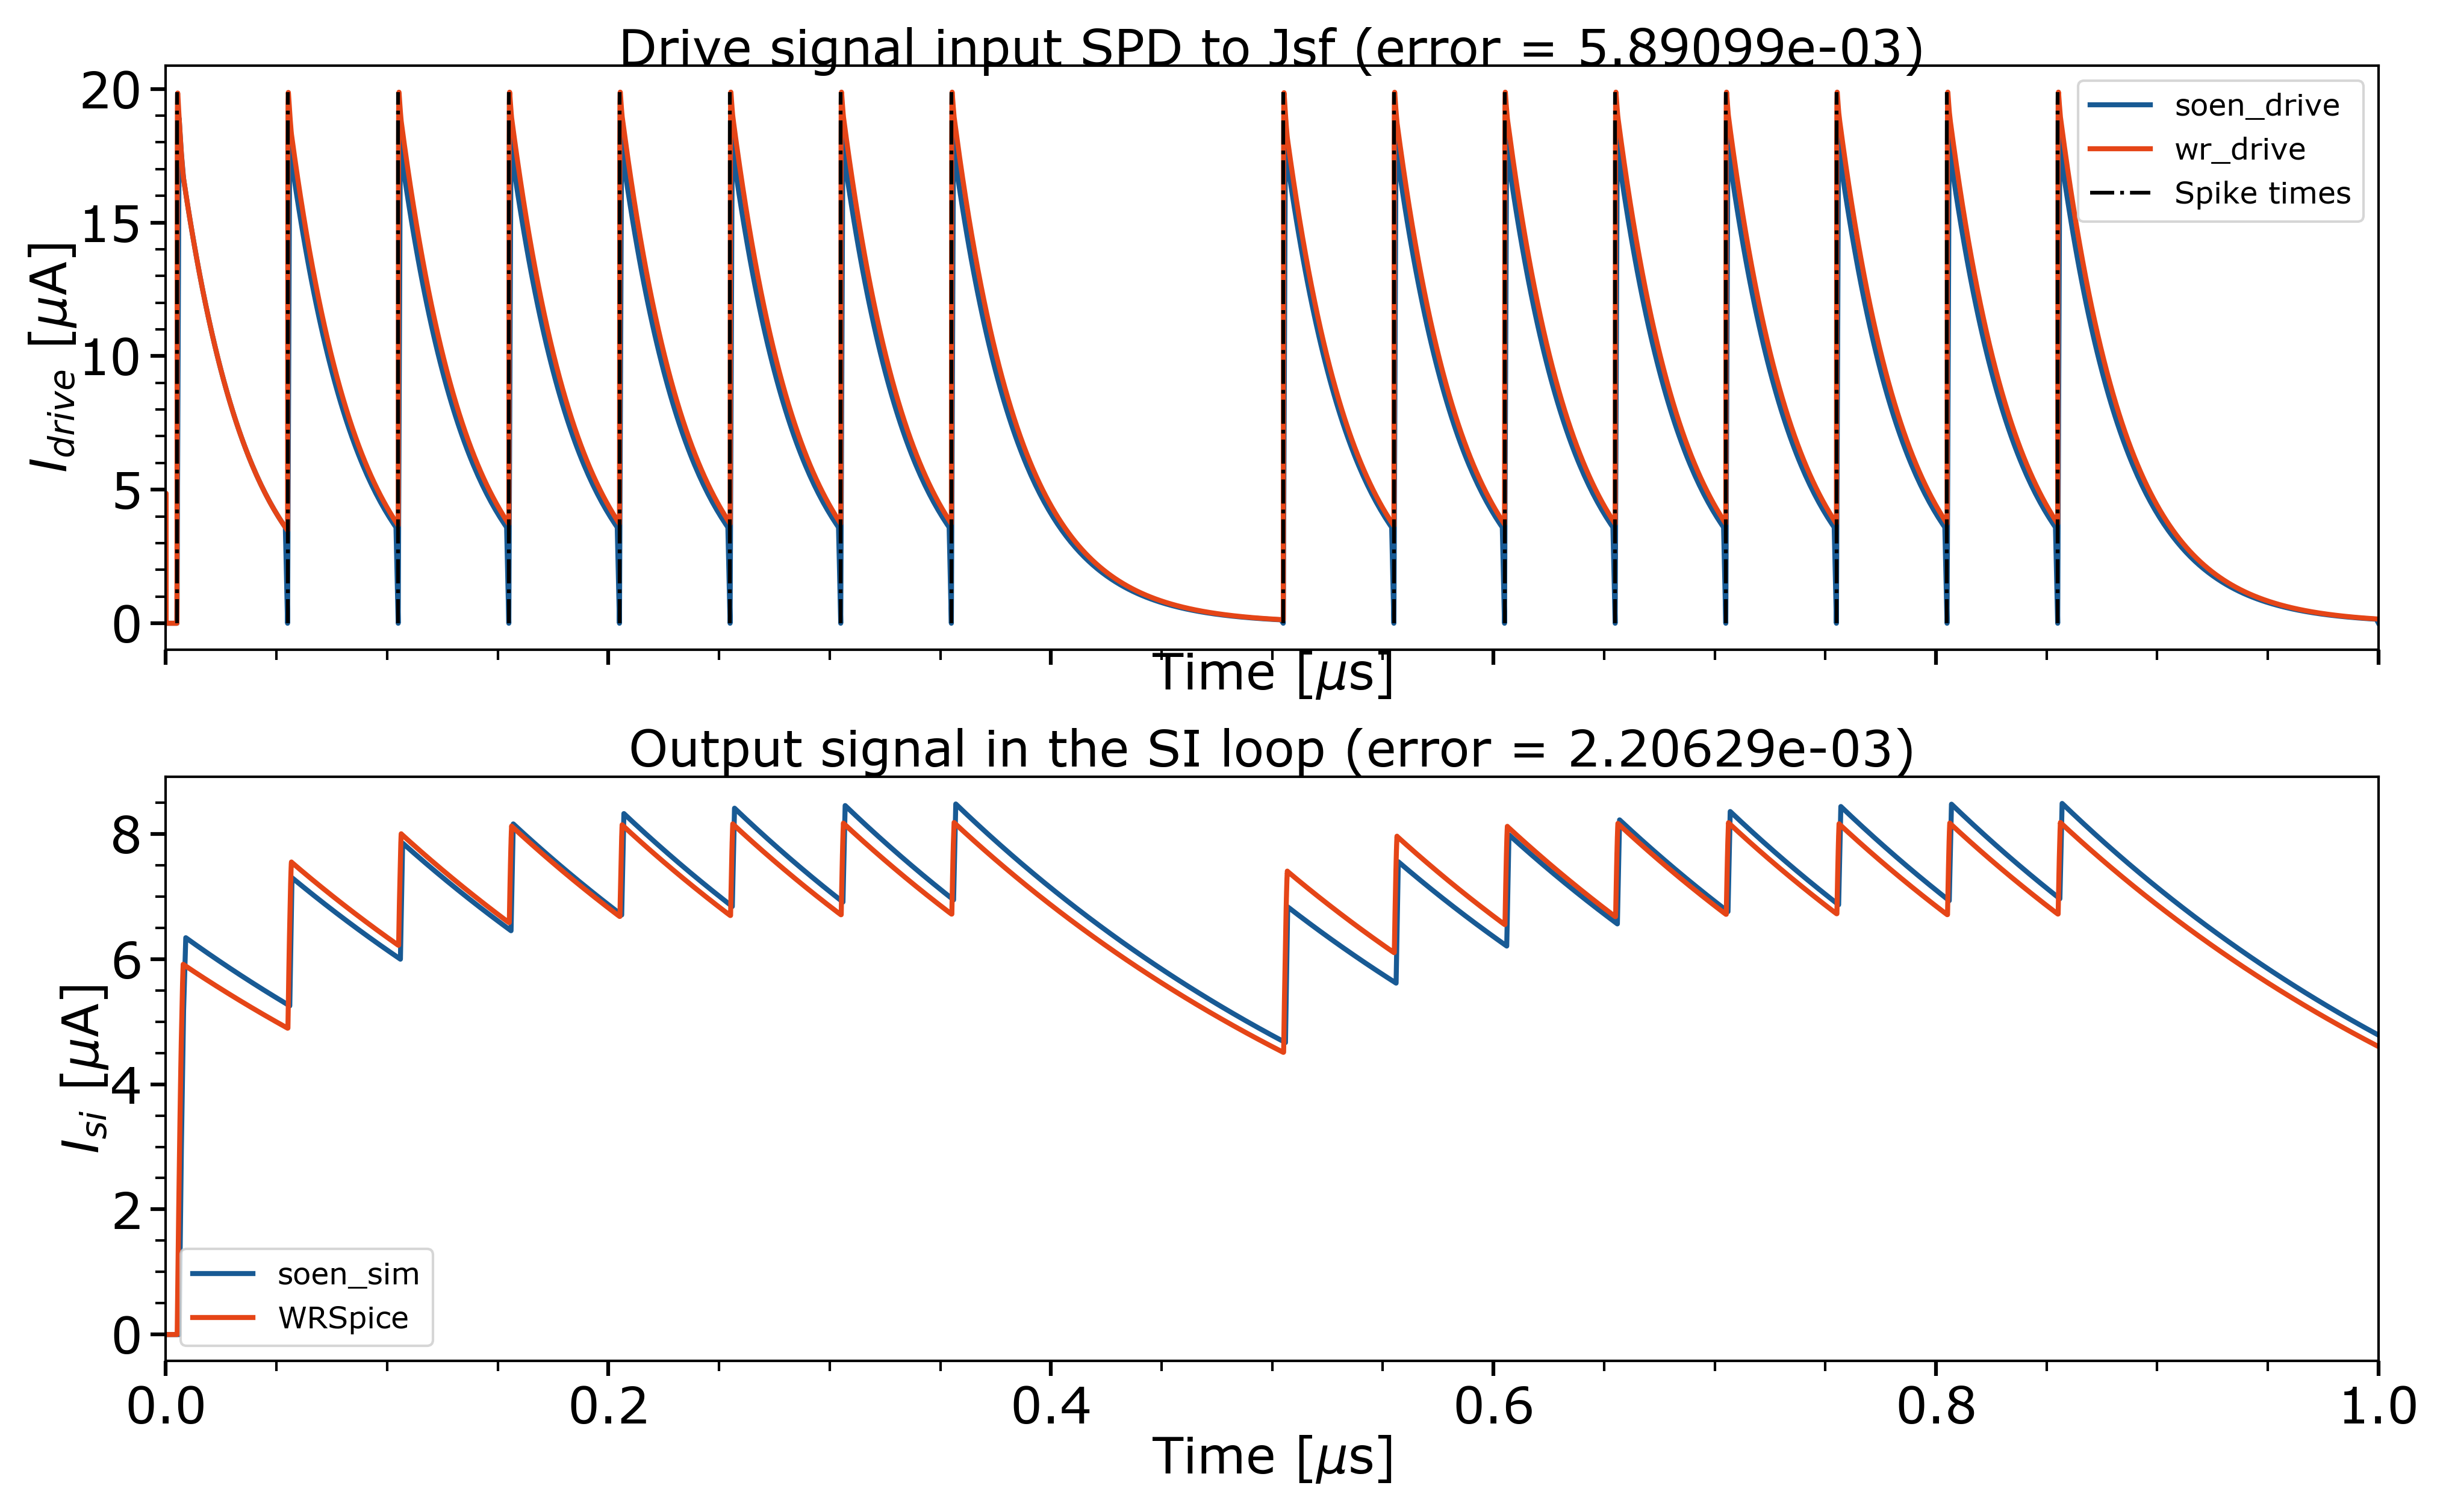 Drive signal input SPD to Jsf (error = 5.89099e-03)
20
15
10
5
0
I_drive [μA]
soen_drive
wr_drive
Spike times
Time [μs]
Output signal in the SI loop (error = 2.20629e-03)
8
6
4
2
0
I_si [μA]
soen_sim
WRSpice
0.0 0.2 0.4 0.6 0.8 1.0
Time [μs]